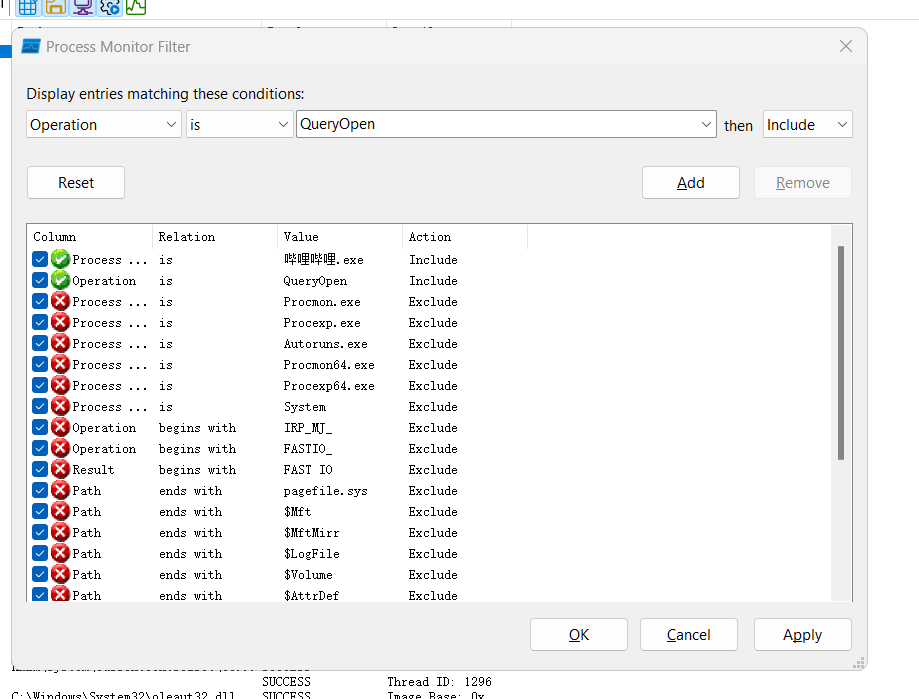 Process Monitor Filter
Display entries matching these conditions:
Operation is QueryOpen then Include
Reset Add Remove
Column Relation Value Action
Process ... is 哔哩哔哩.exe Include
Operation is QueryOpen Include
Process ... is Procmon.exe Exclude
Process ... is Procexp.exe Exclude
Process ... is Autoruns.exe Exclude
Process ... is Procmon64.exe Exclude
Process ... is Procexp64.exe Exclude
Process ... is System Exclude
Operation begins with IRP_MJ_ Exclude
Operation begins with FASTIO_ Exclude
Result begins with FAST IO Exclude
Path ends with pagefile.sys Exclude
Path ends with $Mft Exclude
Path ends with $MftMirr Exclude
Path ends with $LogFile Exclude
Path ends with $Volume Exclude
Path ends with $AttrDef Exclude
OK Cancel Apply
SUCCESS Thread ID: 1296
C:\Windows\System32\oleaut32.dll SUCCESS Image Base: 0x